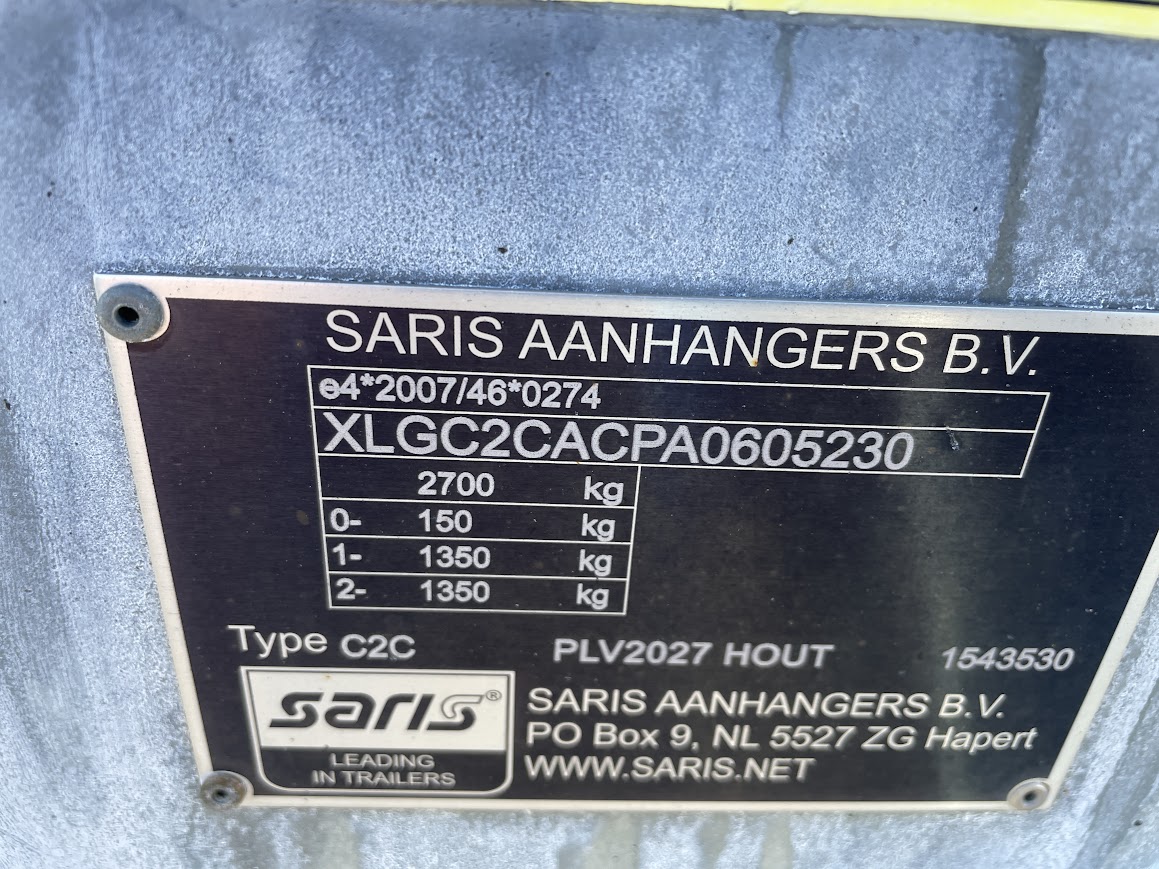 SARIS AANHANGERS B.V.
e4*2007/46*0274
XLGC2CACPA0605230
2700 kg
0- 150 kg
1- 1350 kg
2- 1350 kg
Type C2C PLV2027 HOUT 1543530
saris®
LEADING
IN TRAILERS
SARIS AANHANGERS B.V.
PO Box 9, NL 5527 ZG Hapert
WWW.SARIS.NET